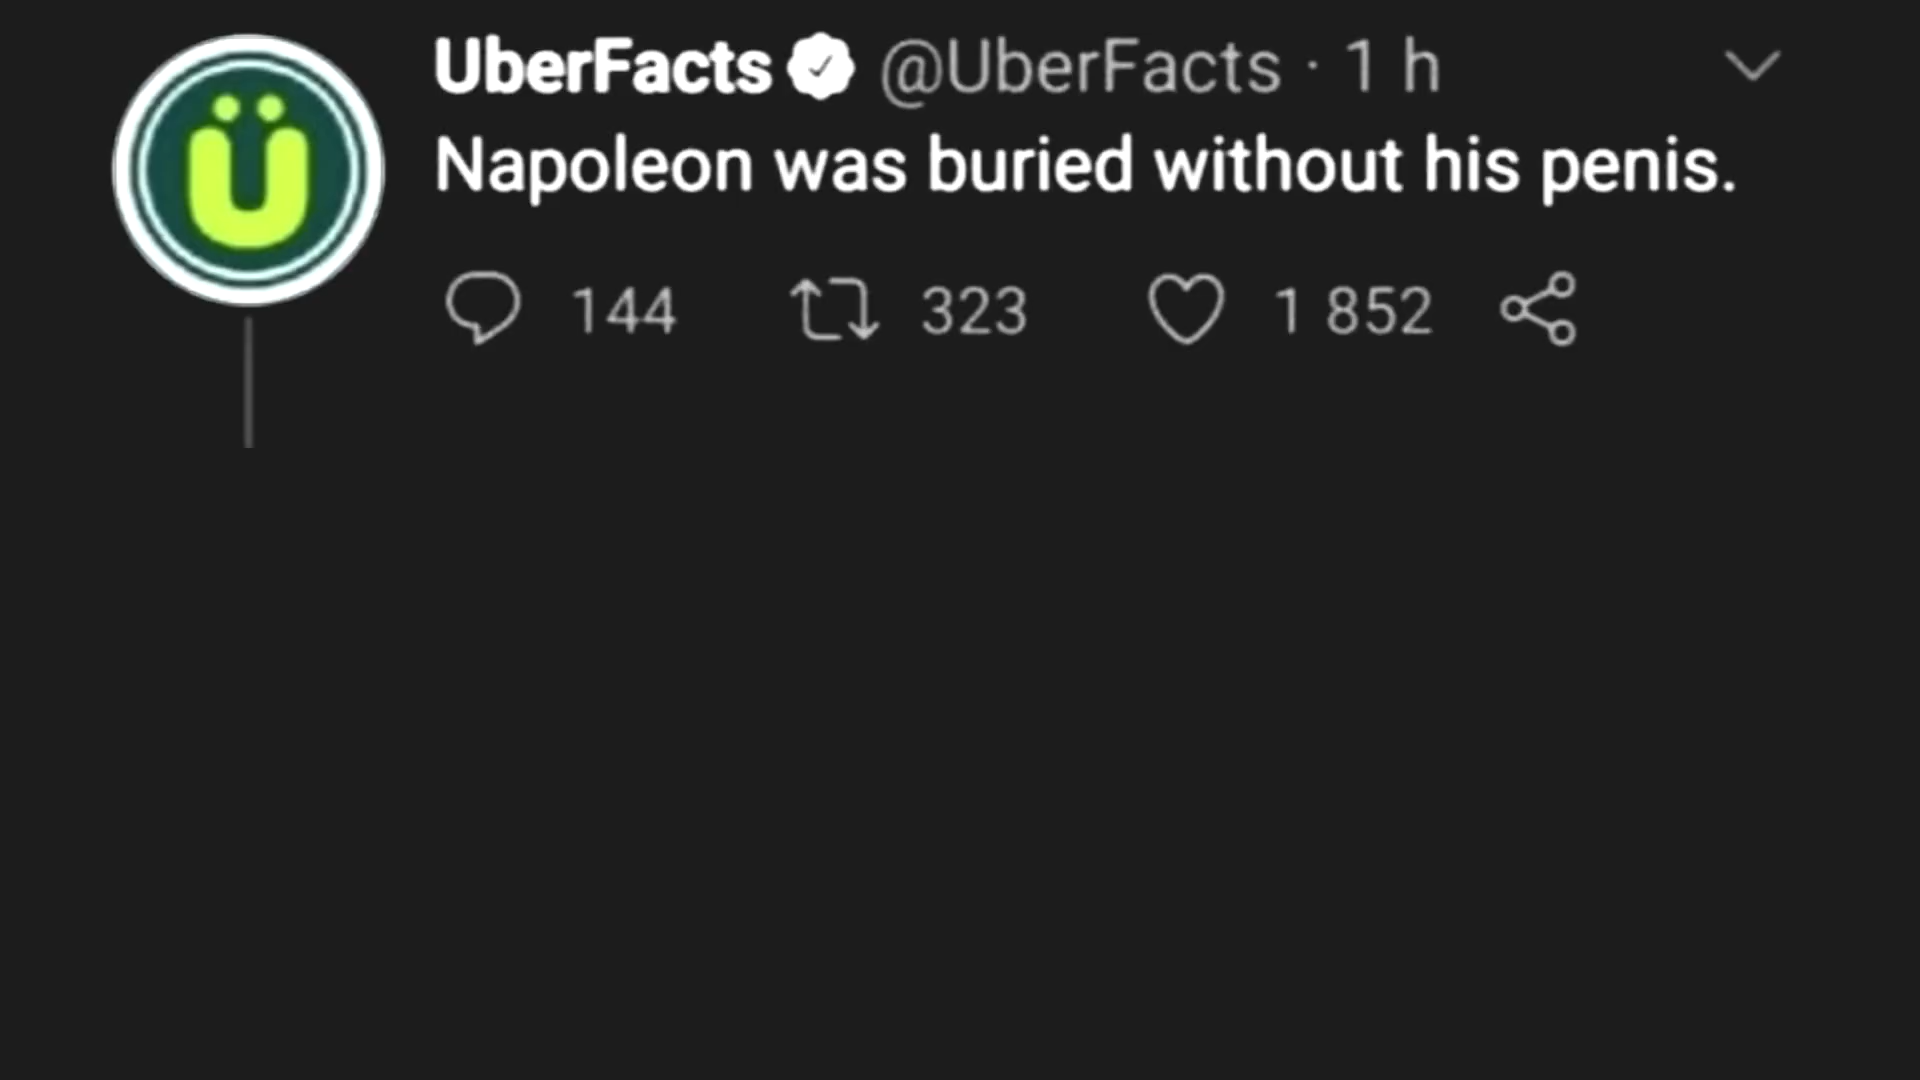 Ü
UberFacts @UberFacts · 1 h
Napoleon was buried without his penis.
144 323 1 852